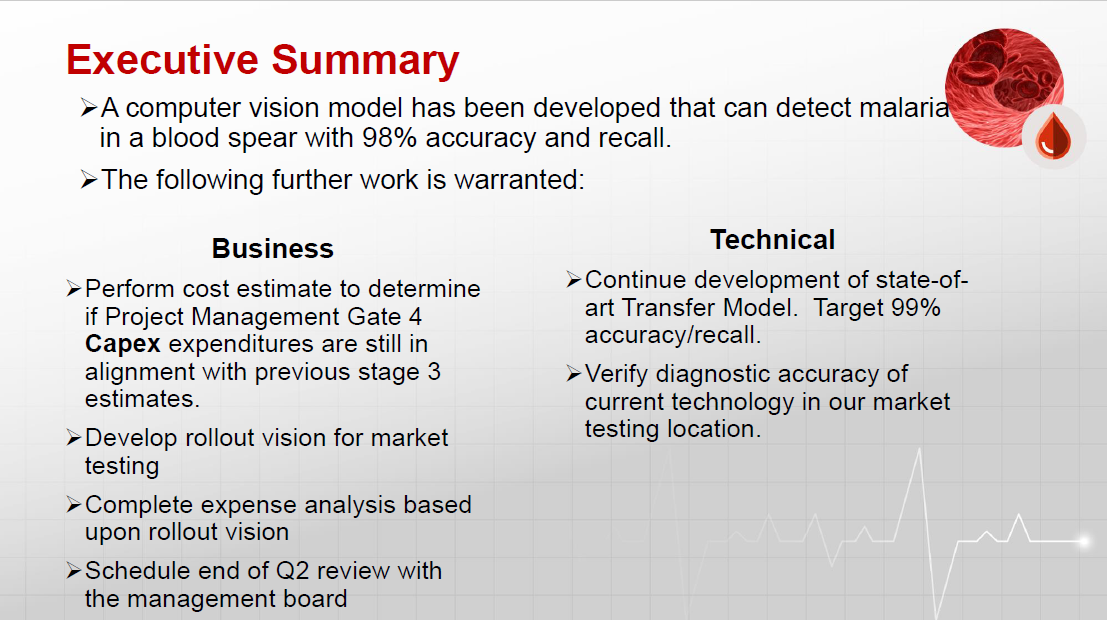 Executive Summary
➢A computer vision model has been developed that can detect malaria
in a blood spear with 98% accuracy and recall.
➢The following further work is warranted:
Business
➢Perform cost estimate to determine
if Project Management Gate 4
Capex expenditures are still in
alignment with previous stage 3
estimates.
➢Develop rollout vision for market
testing
➢Complete expense analysis based
upon rollout vision
➢Schedule end of Q2 review with
the management board
Technical
➢Continue development of state-of-
art Transfer Model.  Target 99%
accuracy/recall.
➢Verify diagnostic accuracy of
current technology in our market
testing location.